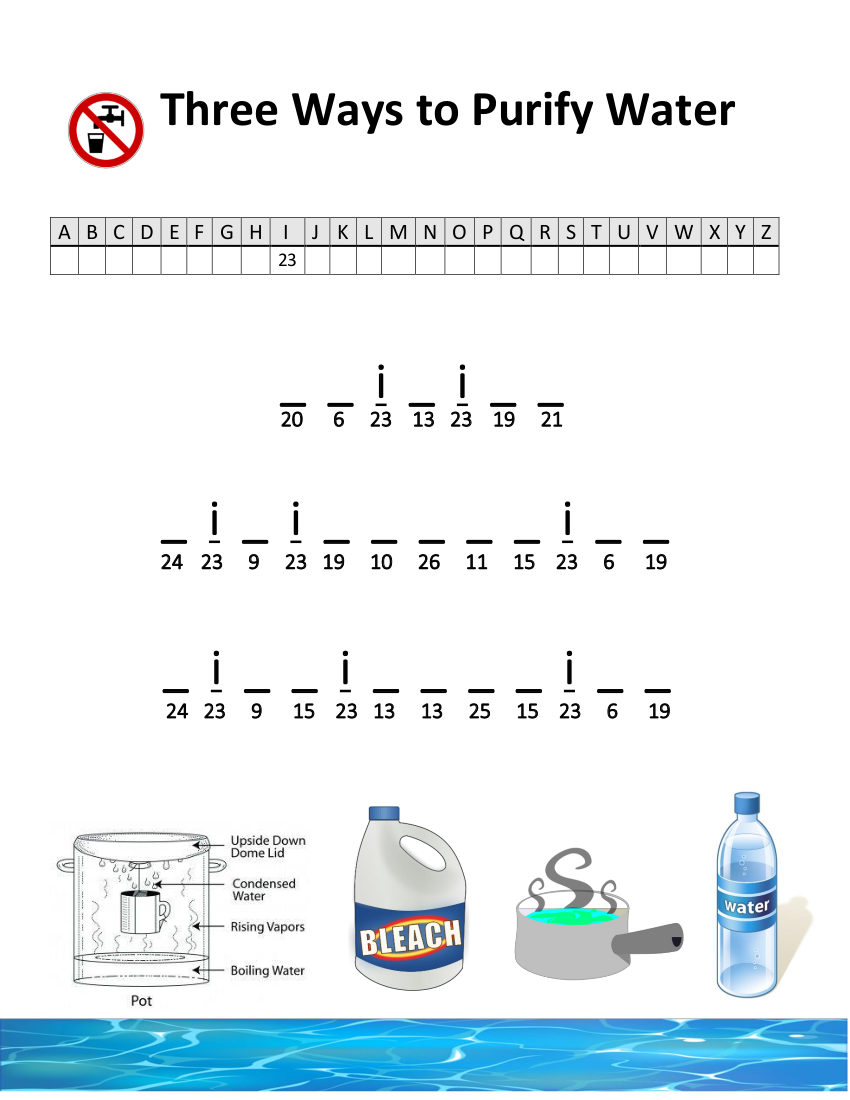 Three Ways to Purify Water
A B C D E F G H I J K L M N O P Q R S T U V W X Y Z
23
i i
20 6 23 13 23 19 21
i i i
24 23 9 23 19 10 26 11 15 23 6 19
i i i
24 23 9 15 23 13 13 25 15 23 6 19
Upside Down
Dome Lid
Condensed
Water
Rising Vapors
Boiling Water
Pot
BLEACH
water